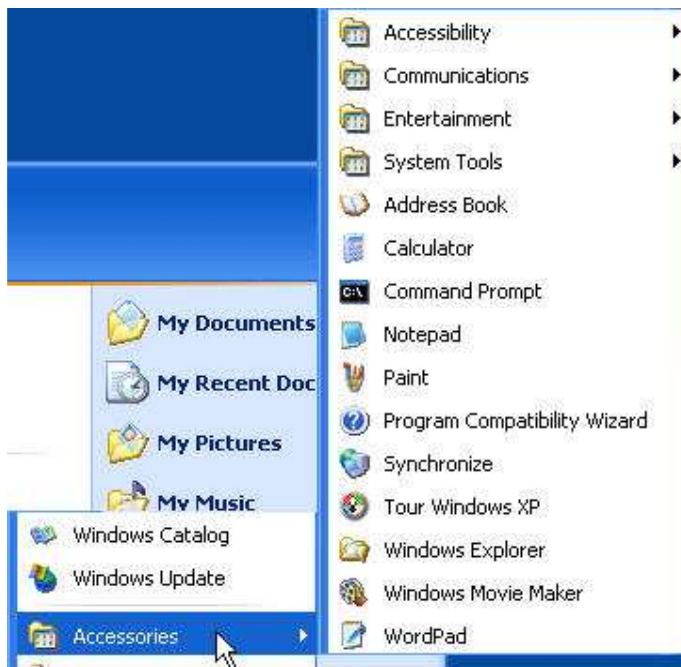 Accessibility
Communications
Entertainment
System Tools
Address Book
Calculator
Command Prompt
Notepad
Paint
Program Compatibility Wizard
Synchronize
Tour Windows XP
Windows Explorer
Windows Movie Maker
WordPad
My Documents
My Recent Doc
My Pictures
My Music
Windows Catalog
Windows Update
Accessories